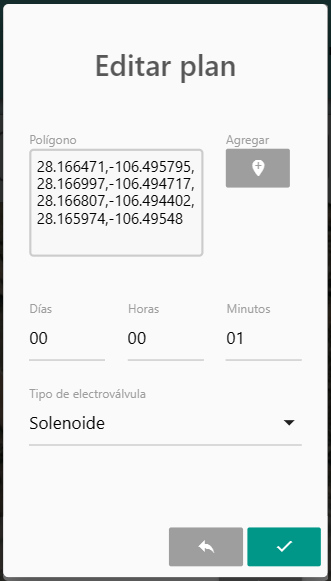 Editar plan
Polígono
Agregar
28.166471,-106.495795,
28.166997,-106.494717,
28.166807,-106.494402,
28.165974,-106.49548
Días
Horas
Minutos
00
00
01
Tipo de electroválvula
Solenoide